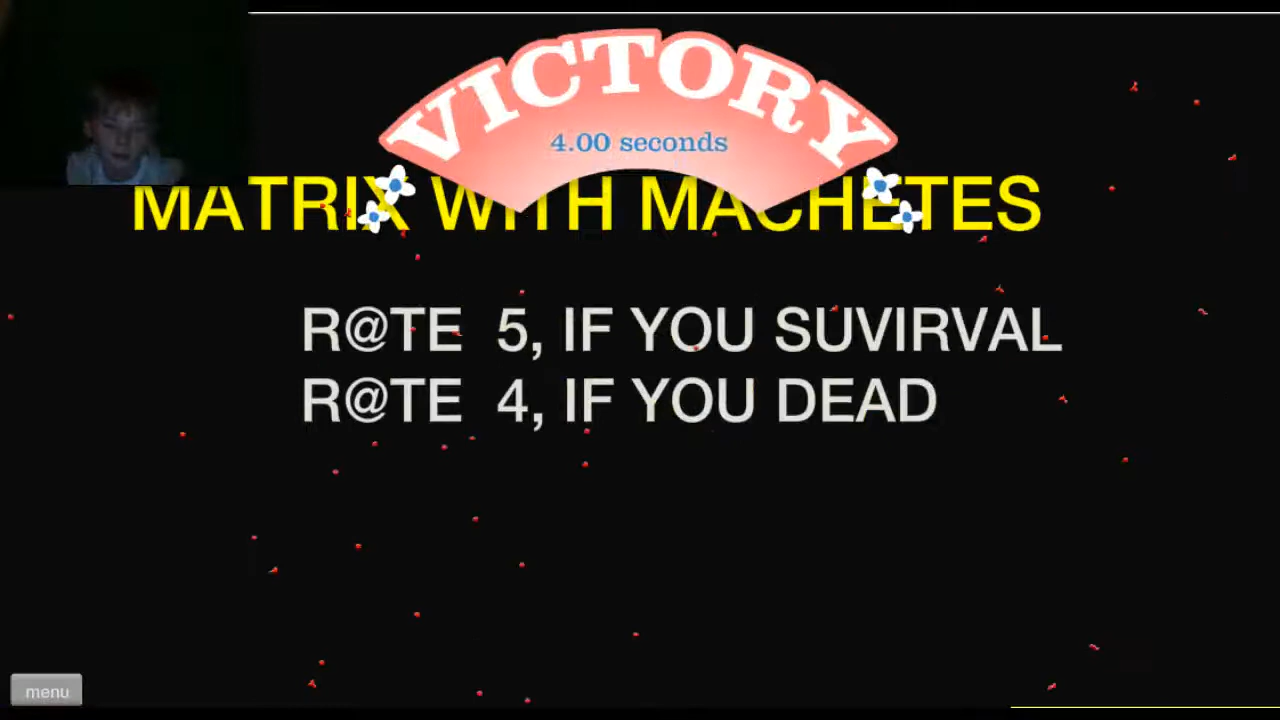 VICTORY
4.00 seconds
MATRIX WITH MACHETES
R@TE 5, IF YOU SUVIRVAL
R@TE 4, IF YOU DEAD
menu